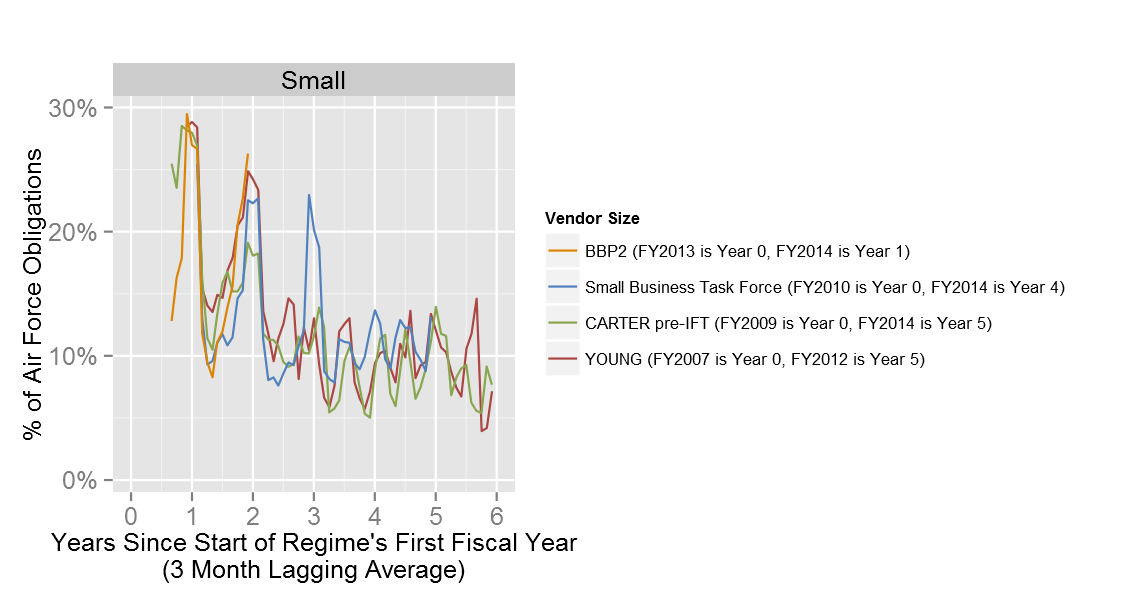 Small
30%
20%
10%
0%
% of Air Force Obligations
0 1 2 3 4 5 6
Years Since Start of Regime's First Fiscal Year
(3 Month Lagging Average)
Vendor Size
BBP2 (FY2013 is Year 0, FY2014 is Year 1)
Small Business Task Force (FY2010 is Year 0, FY2014 is Year 4)
CARTER pre-IFT (FY2009 is Year 0, FY2014 is Year 5)
YOUNG (FY2007 is Year 0, FY2012 is Year 5)